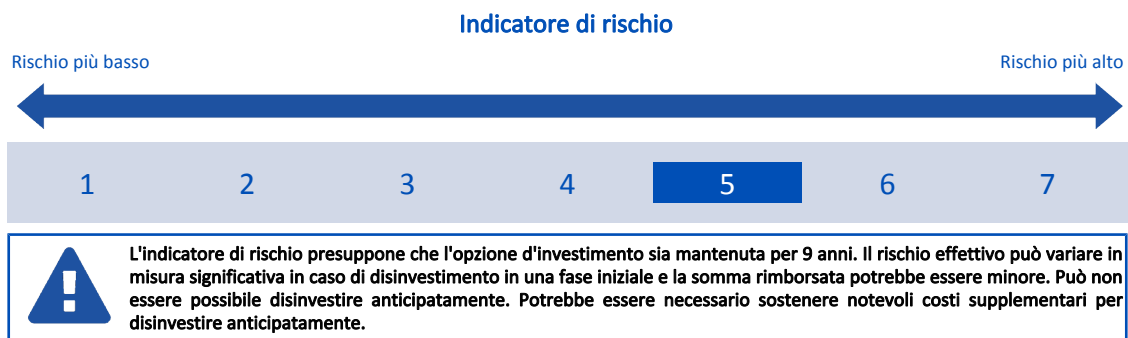 Indicatore di rischio
Rischio più basso
Rischio più alto
1 2 3 4 5 6 7
L'indicatore di rischio presuppone che l'opzione d'investimento sia mantenuta per 9 anni. Il rischio effettivo può variare in
misura significativa in caso di disinvestimento in una fase iniziale e la somma rimborsata potrebbe essere minore. Può non
essere possibile disinvestire anticipatamente. Potrebbe essere necessario sostenere notevoli costi supplementari per
disinvestire anticipatamente.